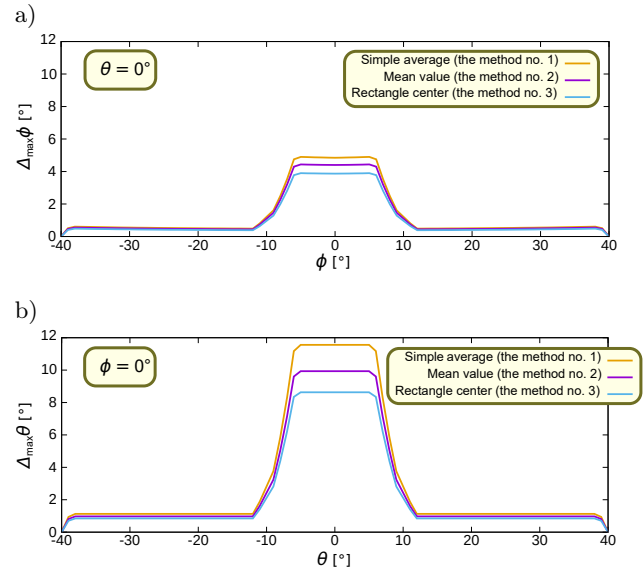 a)
12
10
8
6
4
2
0
-40 -30 -20 -10 0 10 20 30 40
Δmaxϕ [°]
ϕ [°]
θ = 0°
Simple average (the method no. 1)
Mean value (the method no. 2)
Rectangle center (the method no. 3)
b)
12
10
8
6
4
2
0
-40 -30 -20 -10 0 10 20 30 40
Δmaxθ [°]
θ [°]
ϕ = 0°
Simple average (the method no. 1)
Mean value (the method no. 2)
Rectangle center (the method no. 3)